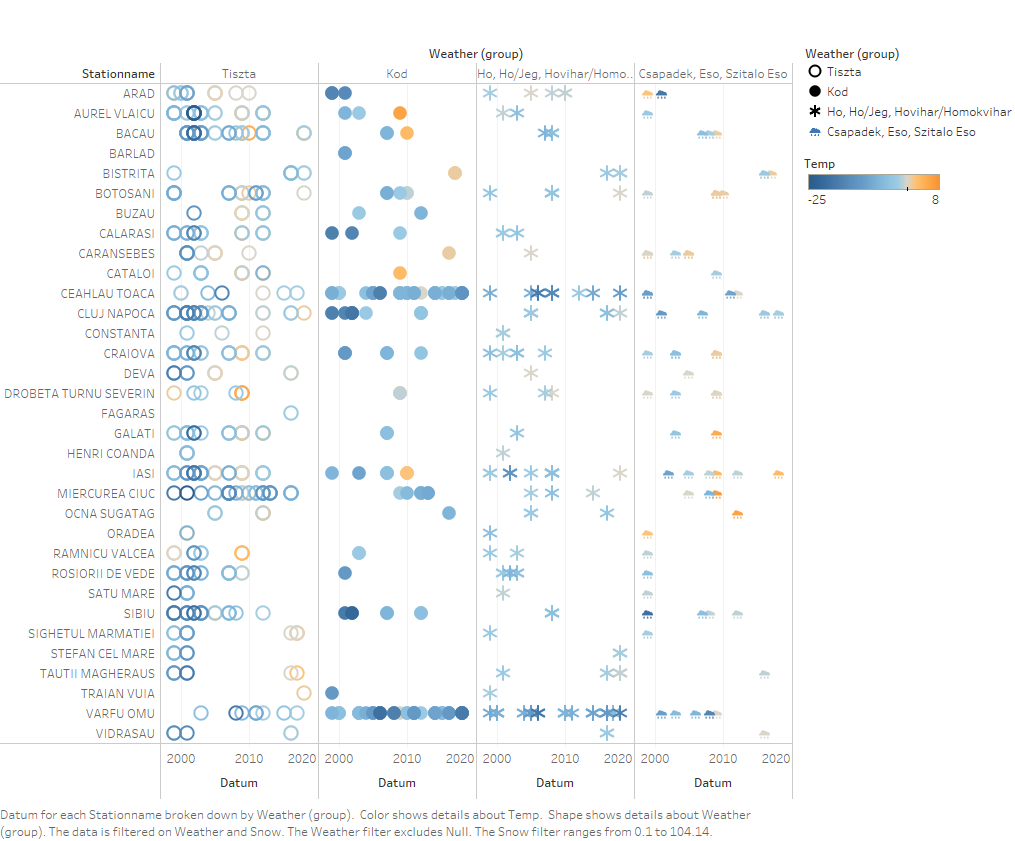 Weather (group)
Stationname Tiszta Kod Ho, Ho/Jeg, Hovihar/Homo.. Csapadek, Eso, Szitalo Eso
ARAD
AUREL VLAICU
BACAU
BARLAD
BISTRITA
BOTOSANI
BUZAU
CALARASI
CARANSEBES
CATALOI
CEAHLAU TOACA
CLUJ NAPOCA
CONSTANTA
CRAIOVA
DEVA
DROBETA TURNU SEVERIN
FAGARAS
GALATI
HENRI COANDA
IASI
MIERCUREA CIUC
OCNA SUGATAG
ORADEA
RAMNICU VALCEA
ROSIORII DE VEDE
SATU MARE
SIBIU
SIGHETUL MARMATIEI
STEFAN CEL MARE
TAUTII MAGHERAUS
TRAIAN VUIA
VARFU OMU
VIDRASAU
2000 2010 2020 2000 2010 2020 2000 2010 2020 2000 2010 2020
Datum Datum Datum Datum
Weather (group)
Tiszta
Kod
Ho, Ho/Jeg, Hovihar/Homokvihar
Csapadek, Eso, Szitalo Eso
Temp
-25 8
Datum for each Stationname broken down by Weather (group). Color shows details about Temp. Shape shows details about Weather
(group). The data is filtered on Weather and Snow. The Weather filter excludes Null. The Snow filter ranges from 0.1 to 104.14.